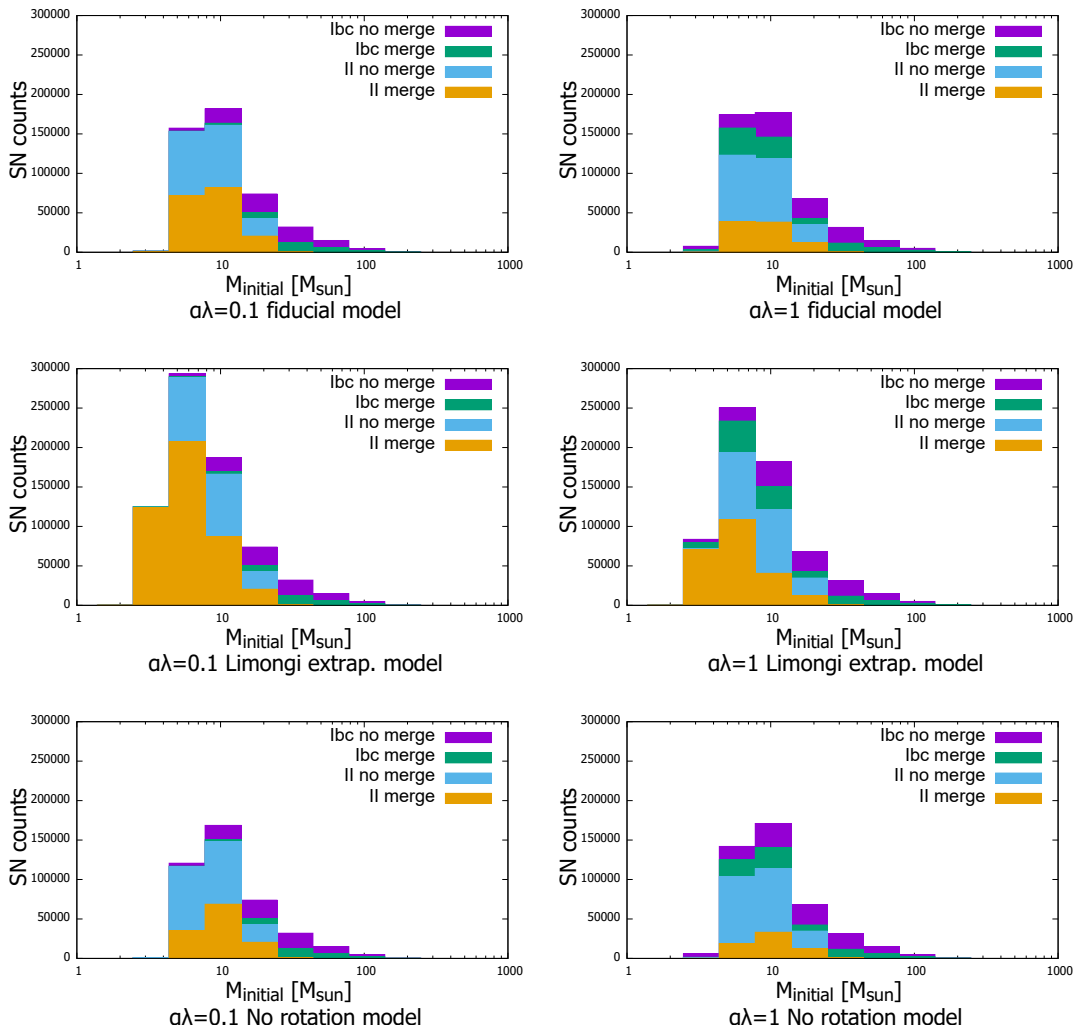 300000
250000
200000
150000
100000
50000
0
SN counts
Ibc no merge
Ibc merge
II no merge
II merge
1 10 100 1000
M_initial [M_sun]
αλ=0.1 fiducial model
300000
250000
200000
150000
100000
50000
0
SN counts
Ibc no merge
Ibc merge
II no merge
II merge
1 10 100 1000
M_initial [M_sun]
αλ=1 fiducial model
300000
250000
200000
150000
100000
50000
0
SN counts
Ibc no merge
Ibc merge
II no merge
II merge
1 10 100 1000
M_initial [M_sun]
αλ=0.1 Limongi extrap. model
300000
250000
200000
150000
100000
50000
0
SN counts
Ibc no merge
Ibc merge
II no merge
II merge
1 10 100 1000
M_initial [M_sun]
αλ=1 Limongi extrap. model
300000
250000
200000
150000
100000
50000
0
SN counts
Ibc no merge
Ibc merge
II no merge
II merge
1 10 100 1000
M_initial [M_sun]
αλ=0.1 No rotation model
300000
250000
200000
150000
100000
50000
0
SN counts
Ibc no merge
Ibc merge
II no merge
II merge
1 10 100 1000
M_initial [M_sun]
αλ=1 No rotation model